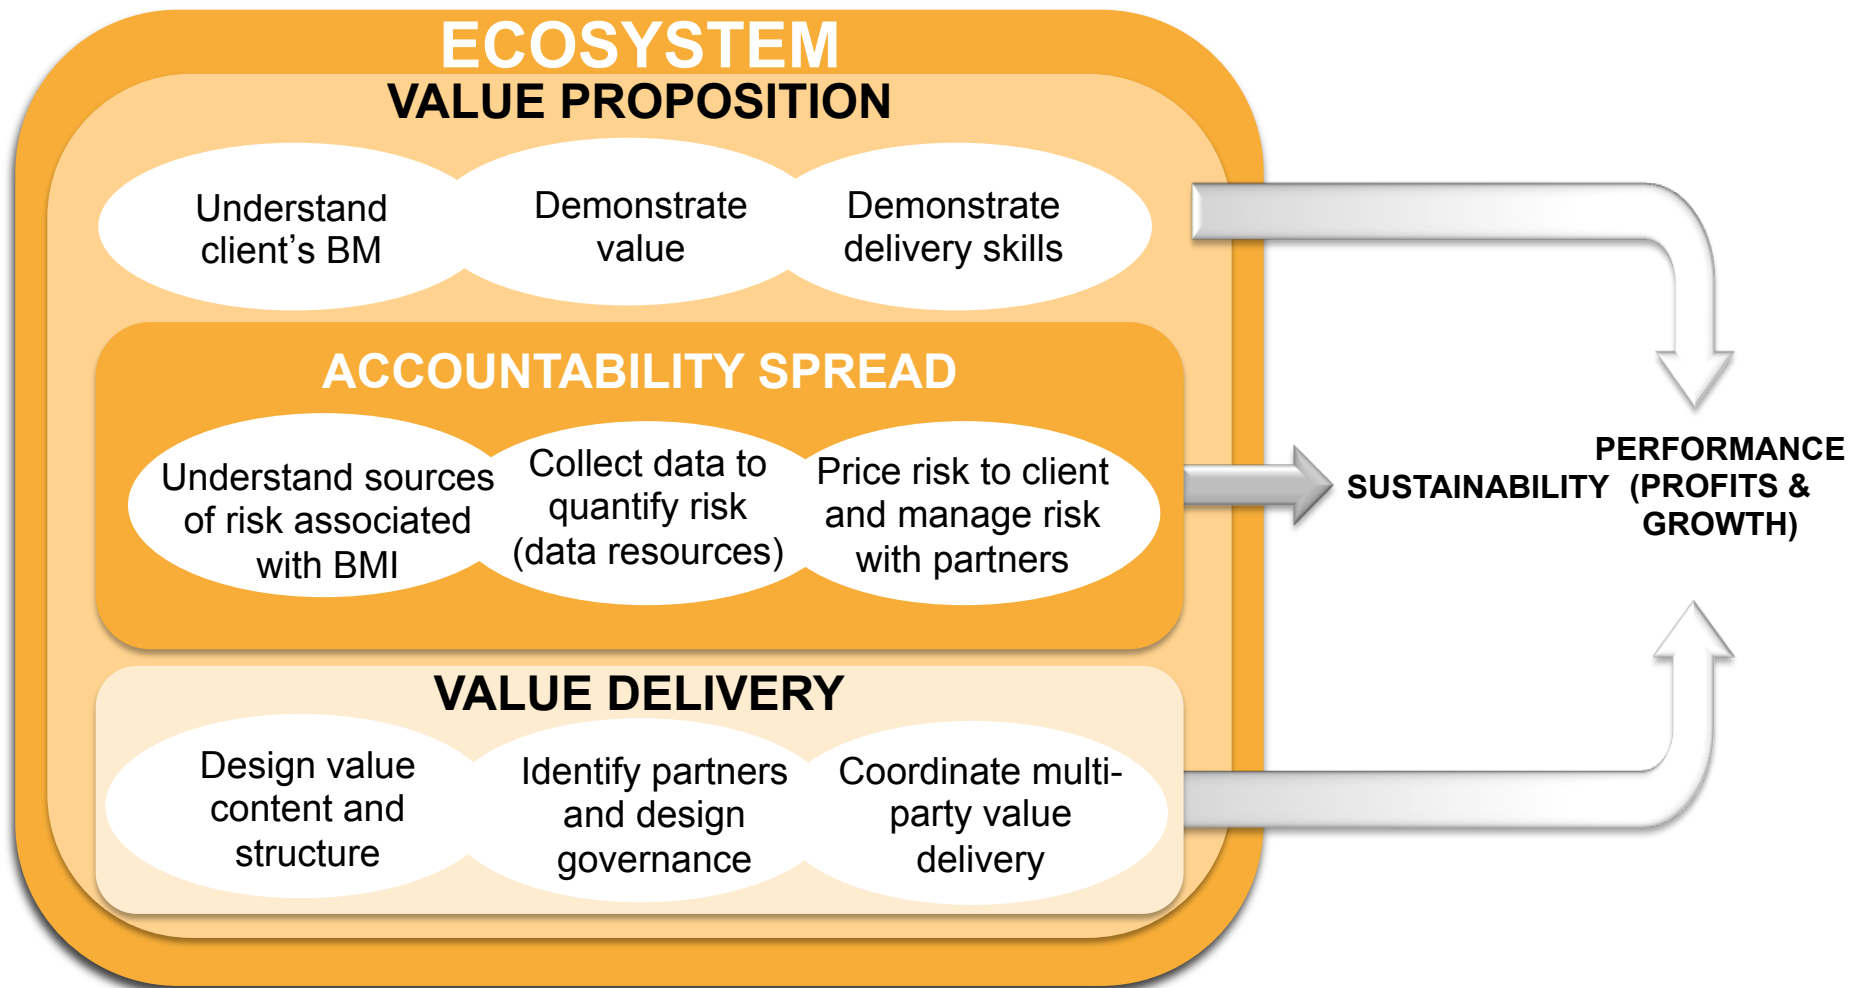 ECOSYSTEM
VALUE PROPOSITION
Understand
client’s BM
Demonstrate
value
Demonstrate
delivery skills
ACCOUNTABILITY SPREAD
Understand sources
of risk associated
with BMI
Collect data to
quantify risk
(data resources)
Price risk to client
and manage risk
with partners
VALUE DELIVERY
Design value
content and
structure
Identify partners
and design
governance
Coordinate multi-
party value
delivery
SUSTAINABILITY
PERFORMANCE
(PROFITS &
GROWTH)